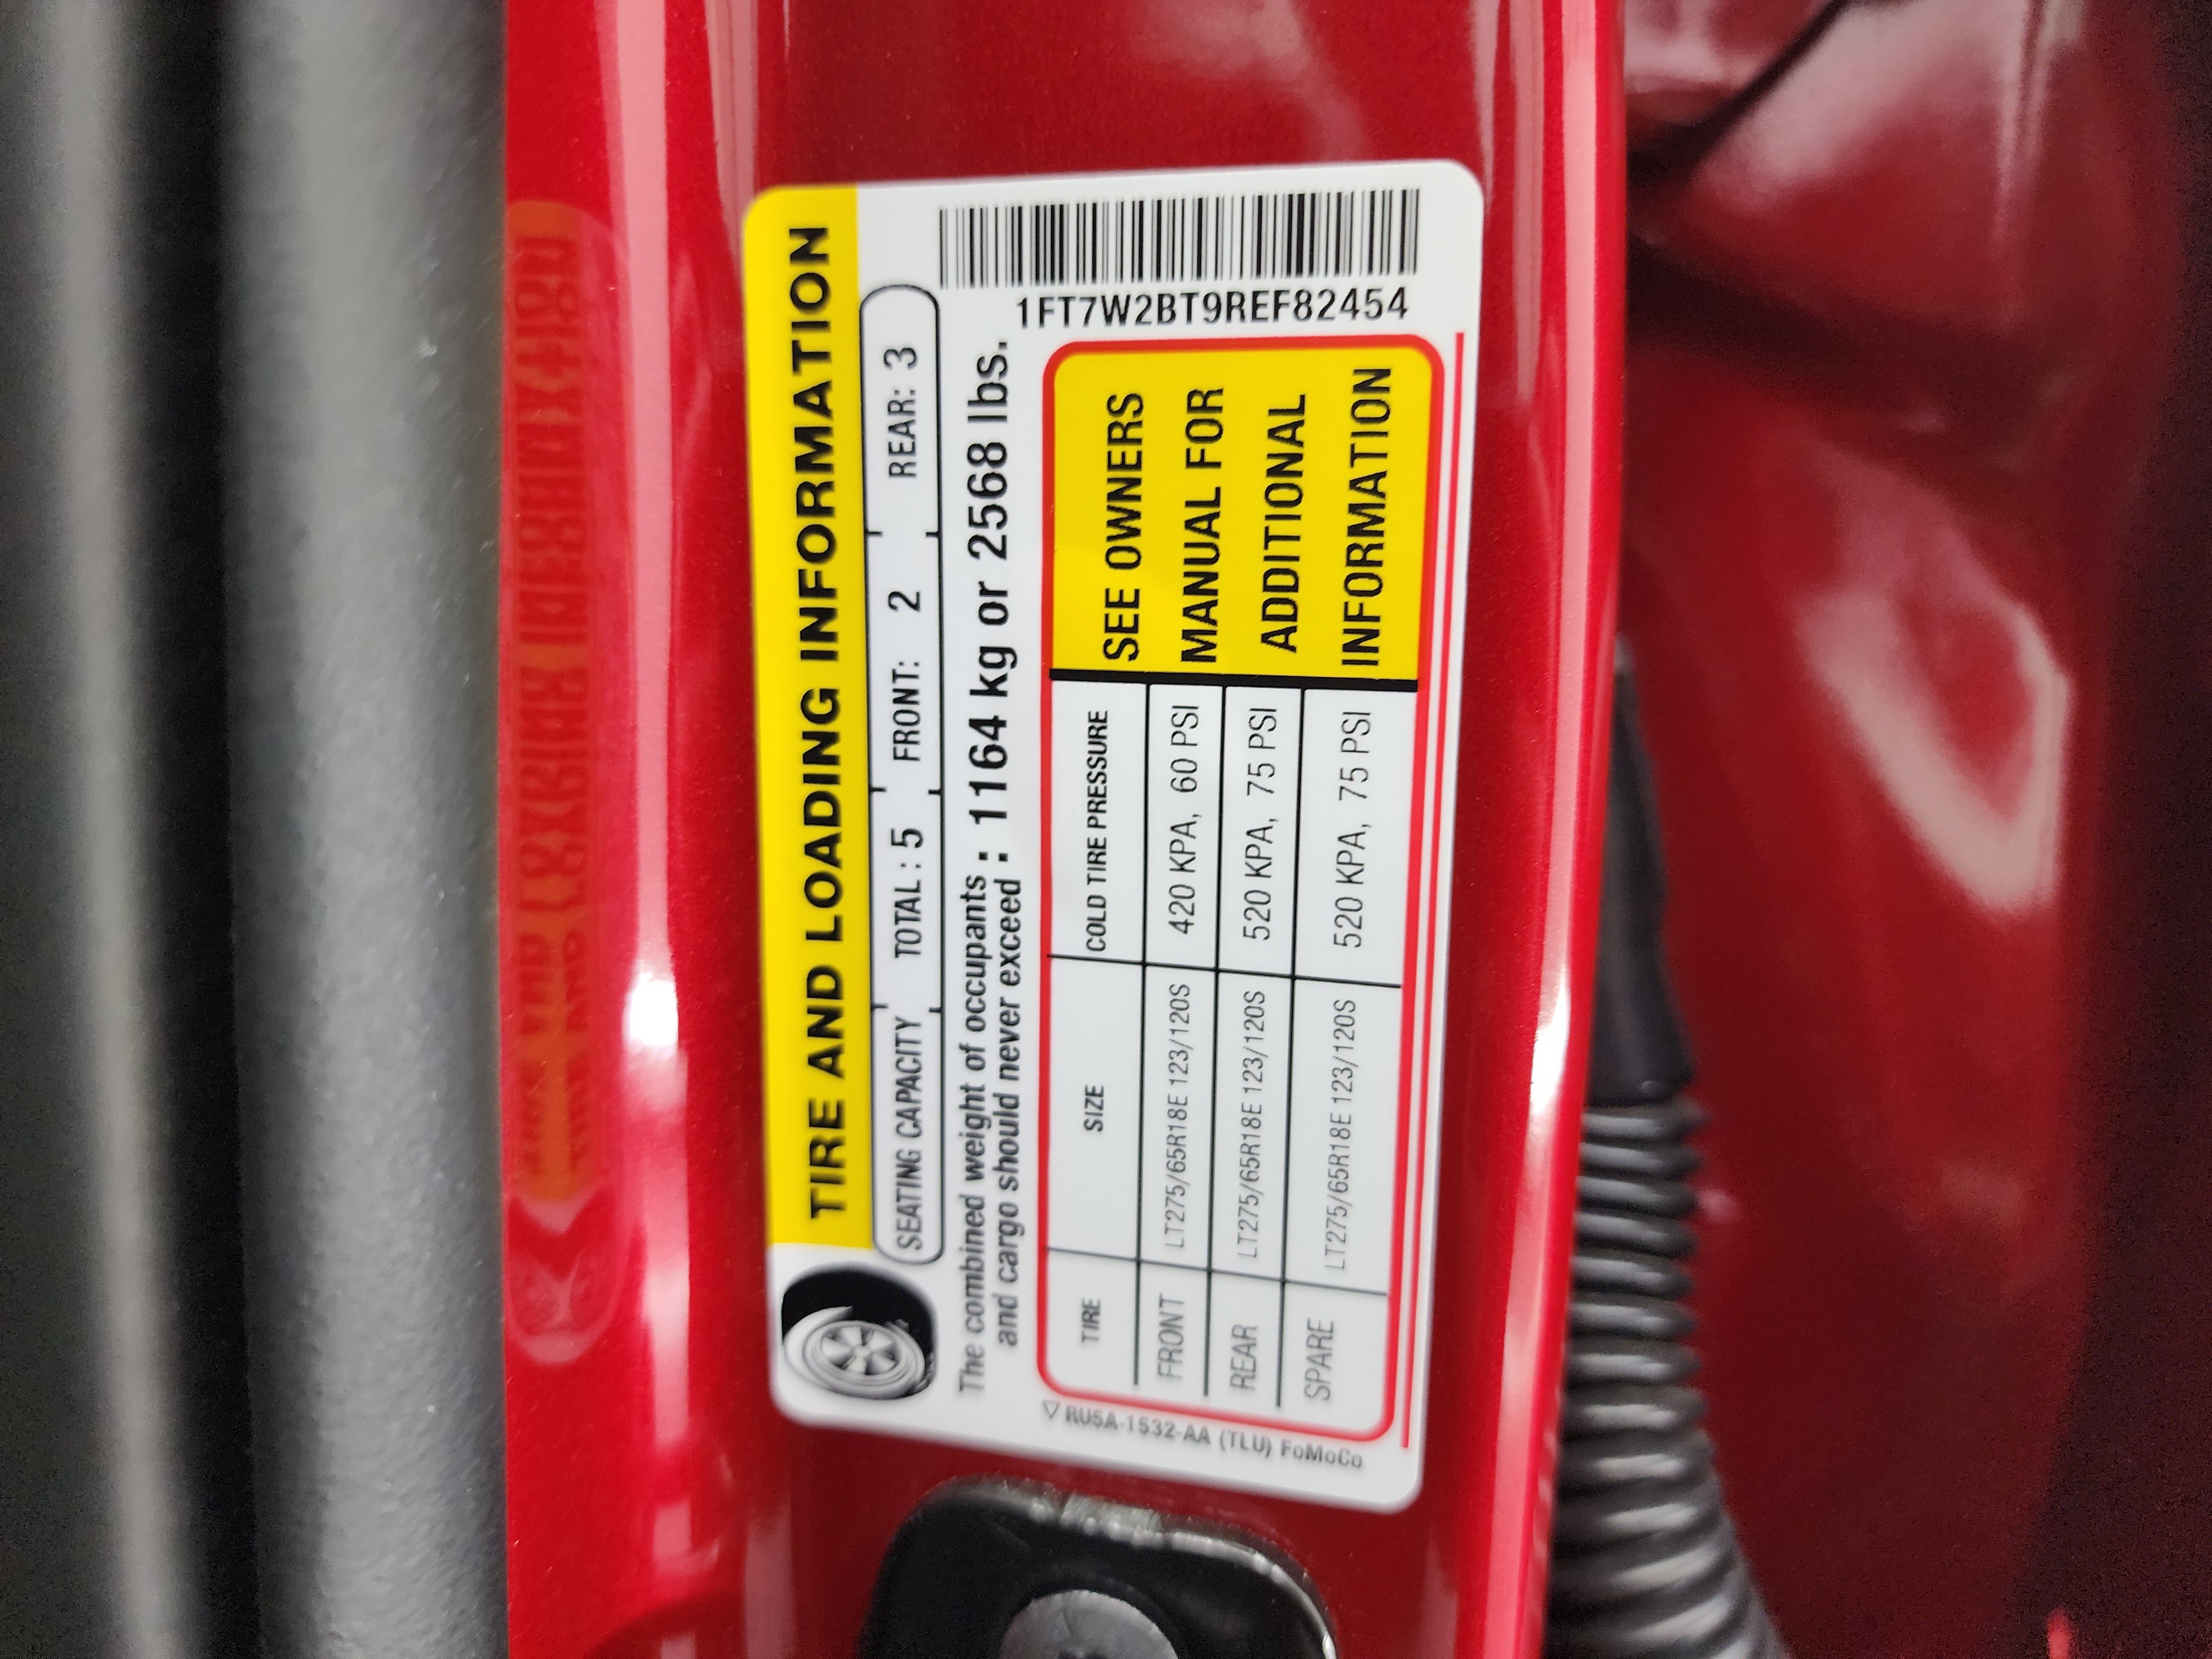 TIRE AND LOADING INFORMATION
SEATING CAPACITY TOTAL : 5 FRONT: 2 REAR: 3
The combined weight of occupants and cargo should never exceed : 1164 kg or 2568 lbs.
1FT7W2BT9REF82454
TIRE SIZE COLD TIRE PRESSURE
FRONT LT275/65R18E 123/120S 420 KPA, 60 PSI
REAR LT275/65R18E 123/120S 520 KPA, 75 PSI
SPARE LT275/65R18E 123/120S 520 KPA, 75 PSI
SEE OWNERS
MANUAL FOR
ADDITIONAL
INFORMATION
RU5A-1532-AA (TLU) FoMoCo